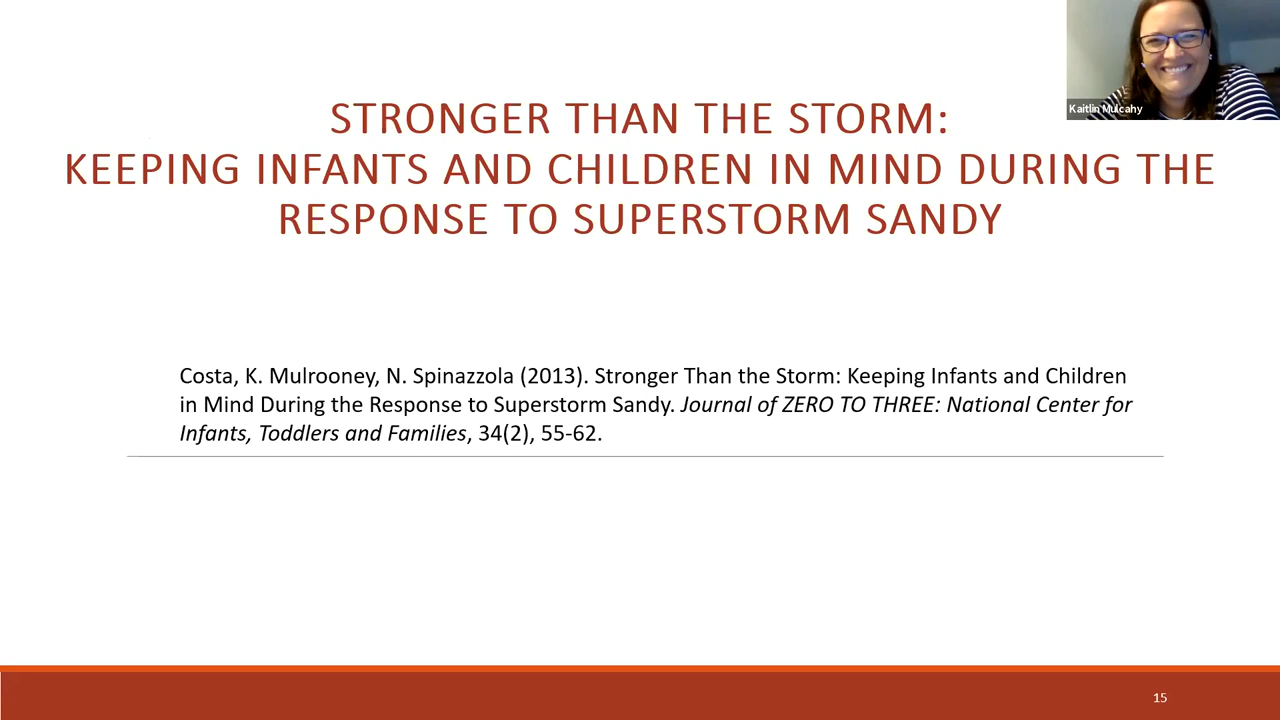 STRONGER THAN THE STORM:
KEEPING INFANTS AND CHILDREN IN MIND DURING THE
RESPONSE TO SUPERSTORM SANDY
Kaitlin Mulcahy
Costa, K. Mulrooney, N. Spinazzola (2013). Stronger Than the Storm: Keeping Infants and Children
in Mind During the Response to Superstorm Sandy. Journal of ZERO TO THREE: National Center for
Infants, Toddlers and Families, 34(2), 55-62.
15